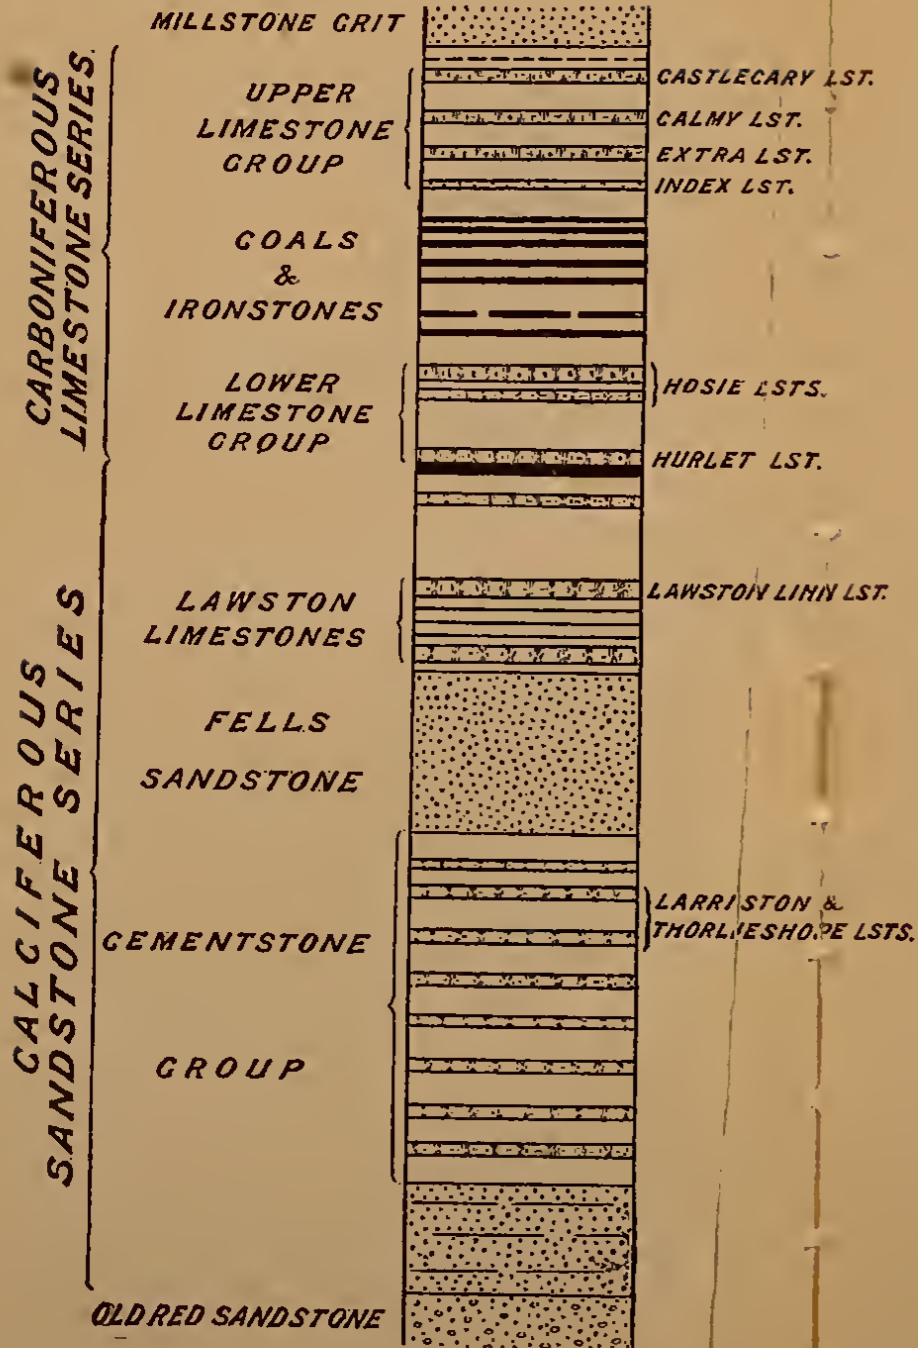 MILLSTONE GRIT
CARBONIFEROUS
LIMESTONE SERIES.
UPPER
LIMESTONE
GROUP
CASTLECARY LST.
CALMY LST.
EXTRA LST.
INDEX LST.
COALS
&
IRONSTONES
LOWER
LIMESTONE
GROUP
HOSIE LSTS.
HURLET LST.
CALCIFEROUS
SANDSTONE SERIES
LAWSTON
LIMESTONES
LAWSTON LINN LST.
FELLS
SANDSTONE
CEMENTSTONE
GROUP
LARRISTON &
THORLIESHOPE LSTS.
OLD RED SANDSTONE